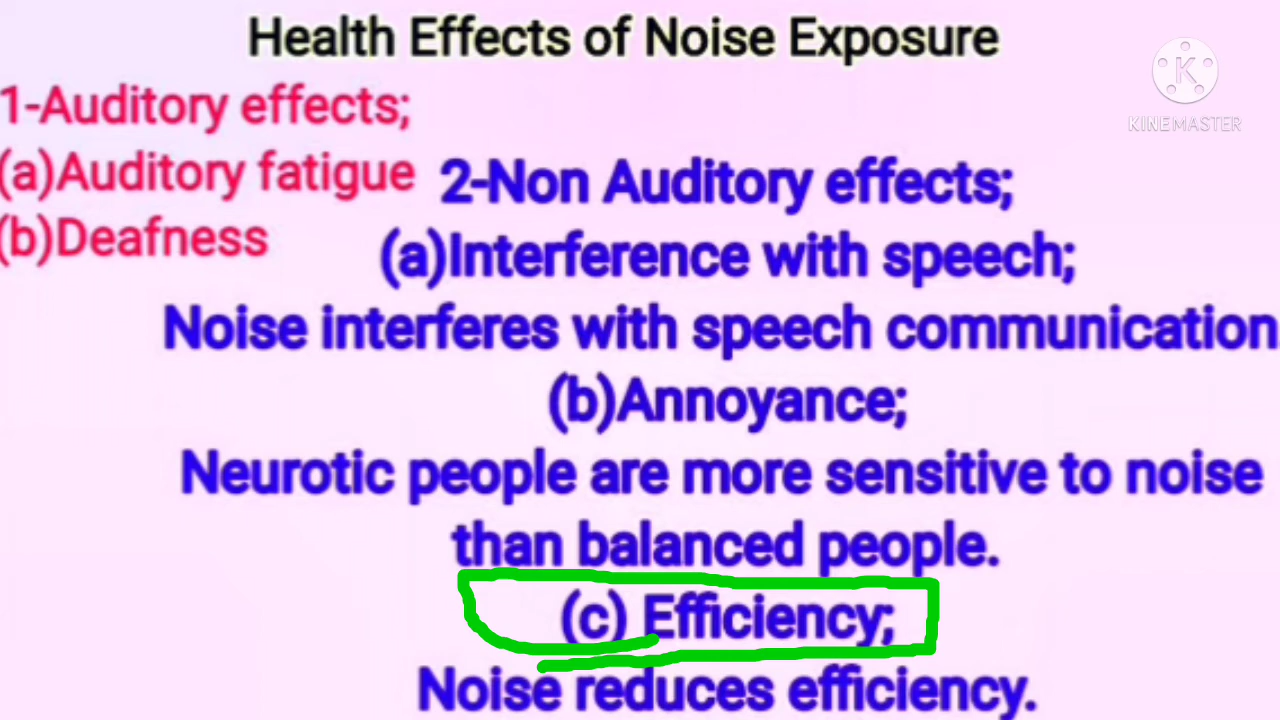 Health Effects of Noise Exposure
1-Auditory effects;
(a)Auditory fatigue
(b)Deafness
2-Non Auditory effects;
(a)Interference with speech;
Noise interferes with speech communication.
(b)Annoyance;
Neurotic people are more sensitive to noise
than balanced people.
(c) Efficiency;
Noise reduces efficiency.
K
KINEMASTER